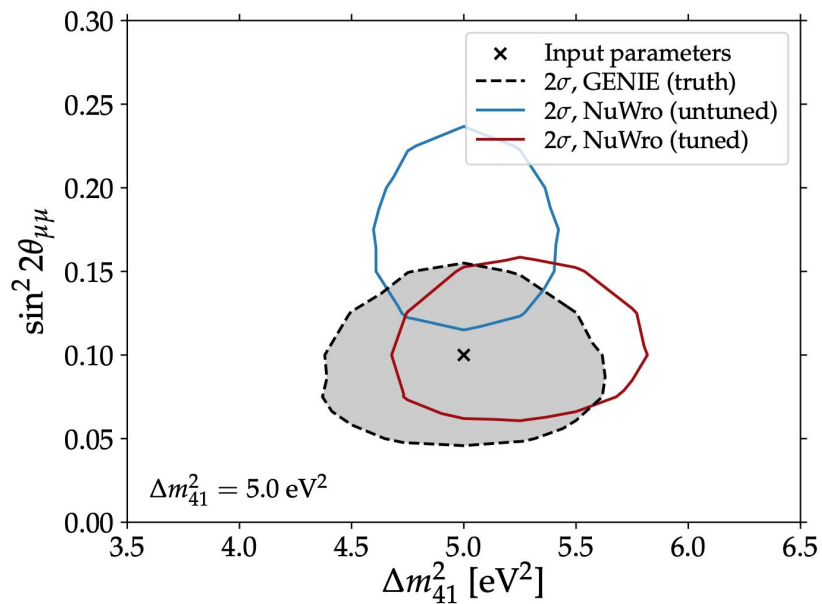 0.30
0.25
0.20
0.15
0.10
0.05
0.00
sin² 2θ_μμ
Input parameters
2σ, GENIE (truth)
2σ, NuWro (untuned)
2σ, NuWro (tuned)
Δm²₄₁ = 5.0 eV²
3.5 4.0 4.5 5.0 5.5 6.0 6.5
Δm²₄₁ [eV²]